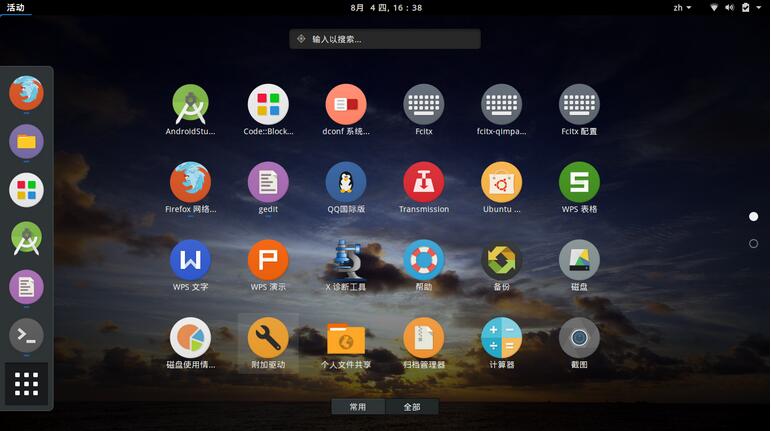 活动
8月 4 四, 16：38
zh
输入以搜索...
AndroidStu...
Code::Block...
dconf 系统...
Fcitx
fcitx-qimpa...
Fcitx 配置
Firefox 网络...
gedit
QQ国际版
Transmission
Ubuntu ...
WPS 表格
WPS 文字
WPS 演示
X 诊断工具
帮助
备份
磁盘
磁盘使用情...
附加驱动
个人文件共享
归档管理器
计算器
截图
常用
全部